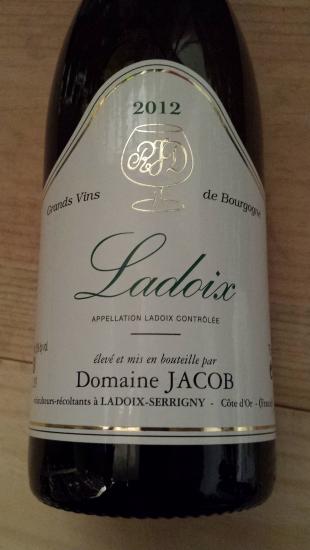 2012
RJD
Grands Vins de Bourgogne
Ladoix
APPELLATION LADOIX CONTRÔLÉE
élevé et mis en bouteille par
Domaine JACOB
à LADOIX-SERRIGNY - Côte d'Or